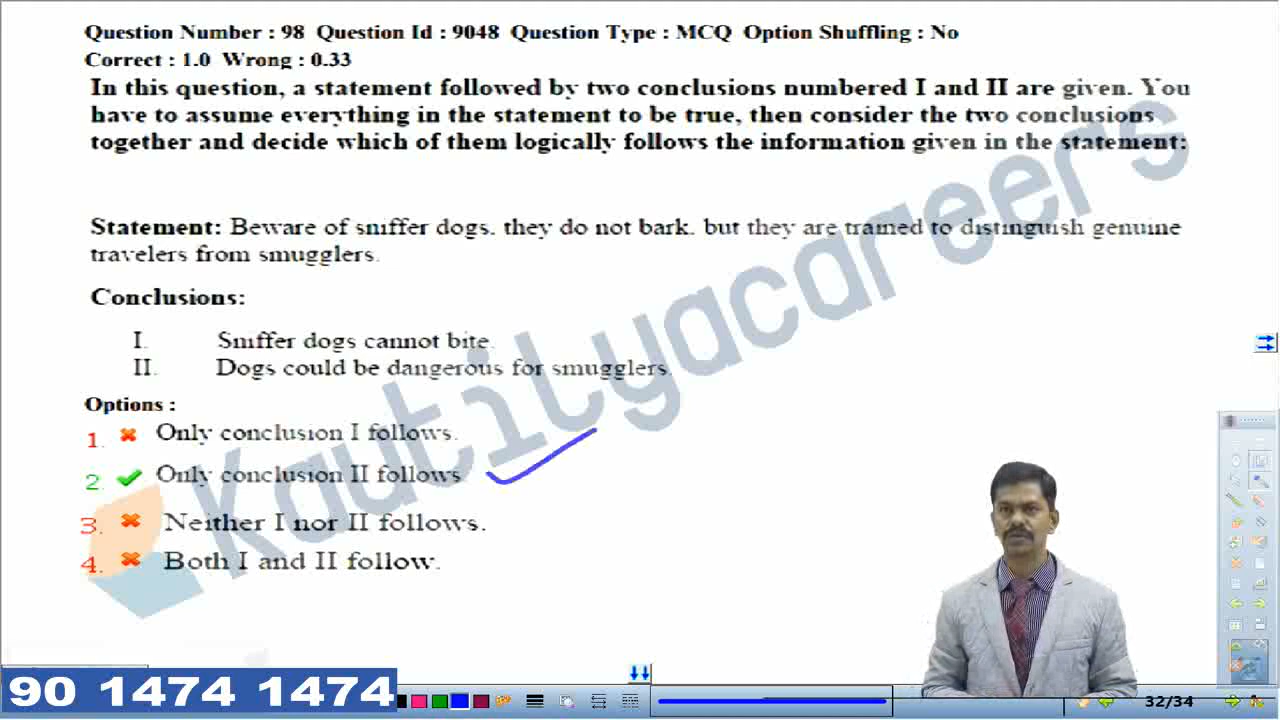 Question Number : 98 Question Id : 9048 Question Type : MCQ Option Shuffling : No
Correct : 1.0 Wrong : 0.33
In this question, a statement followed by two conclusions numbered I and II are given. You
have to assume everything in the statement to be true, then consider the two conclusions
together and decide which of them logically follows the information given in the statement:
Statement: Beware of sniffer dogs. they do not bark. but they are trained to distinguish genuine
travelers from smugglers.
Conclusions:
I. Sniffer dogs cannot bite.
II. Dogs could be dangerous for smugglers.
Options :
1. Only conclusion I follows.
2. Only conclusion II follows
3. Neither I nor II follows.
4. Both I and II follow.
Kautilyacareers
90 1474 1474
32/34